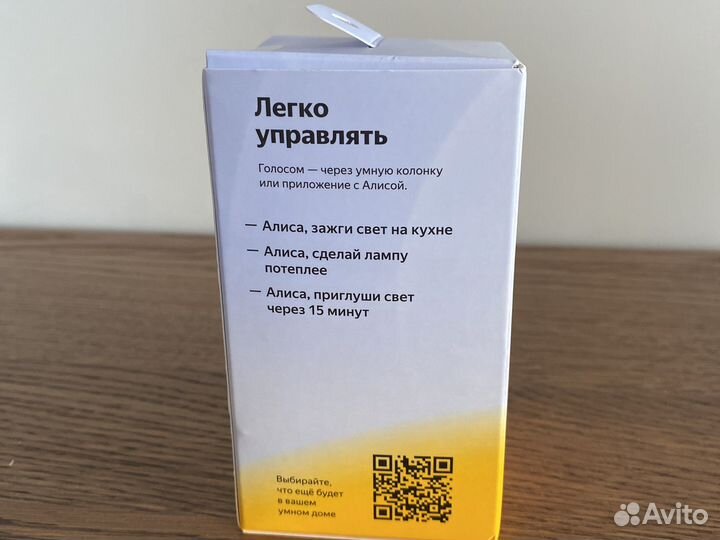 Легко
управлять
Голосом — через умную колонку
или приложение с Алисой.
— Алиса, зажги свет на кухне
— Алиса, сделай лампу
потеплее
— Алиса, приглуши свет
через 15 минут
Выбирайте,
что ещё будет
в вашем
умном доме
Avito